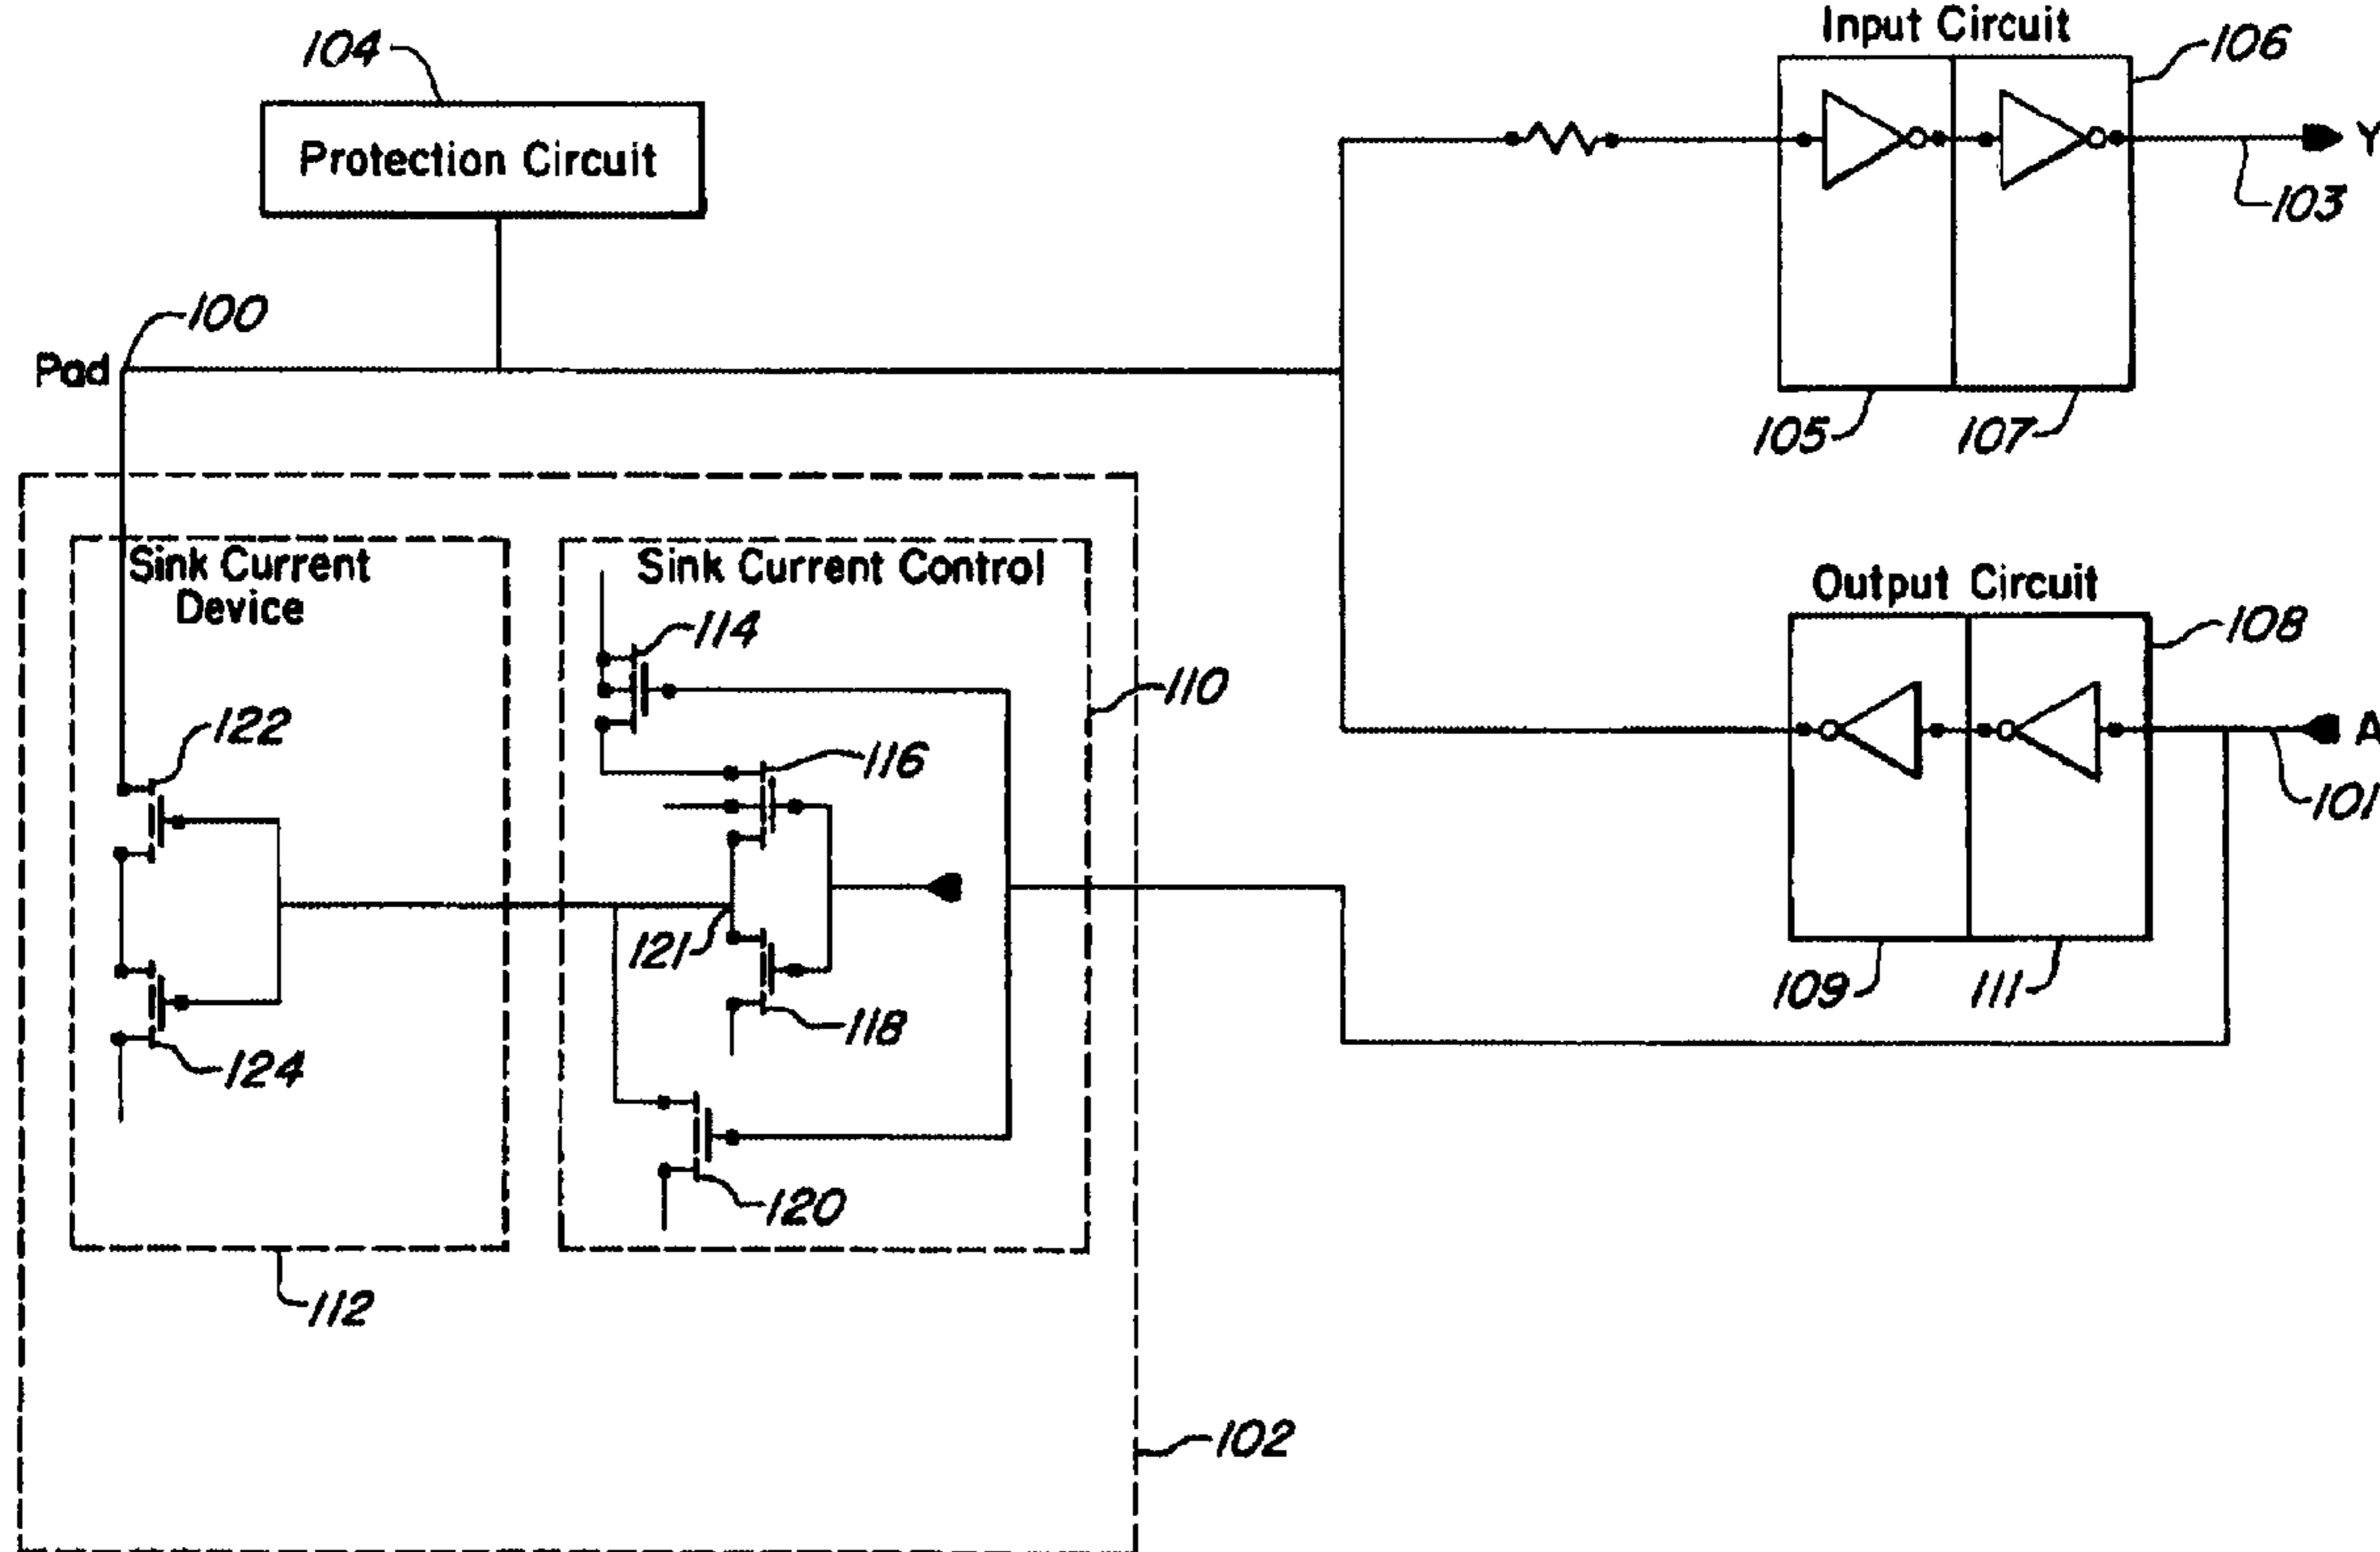 Input Circuit
104
106
Protection Circuit
Y
103
100
Pad
105
107
Sink Current
Device
Sink Current Control
Output Circuit
114
108
110
122
116
A
101
121
109
111
118
124
120
112
102